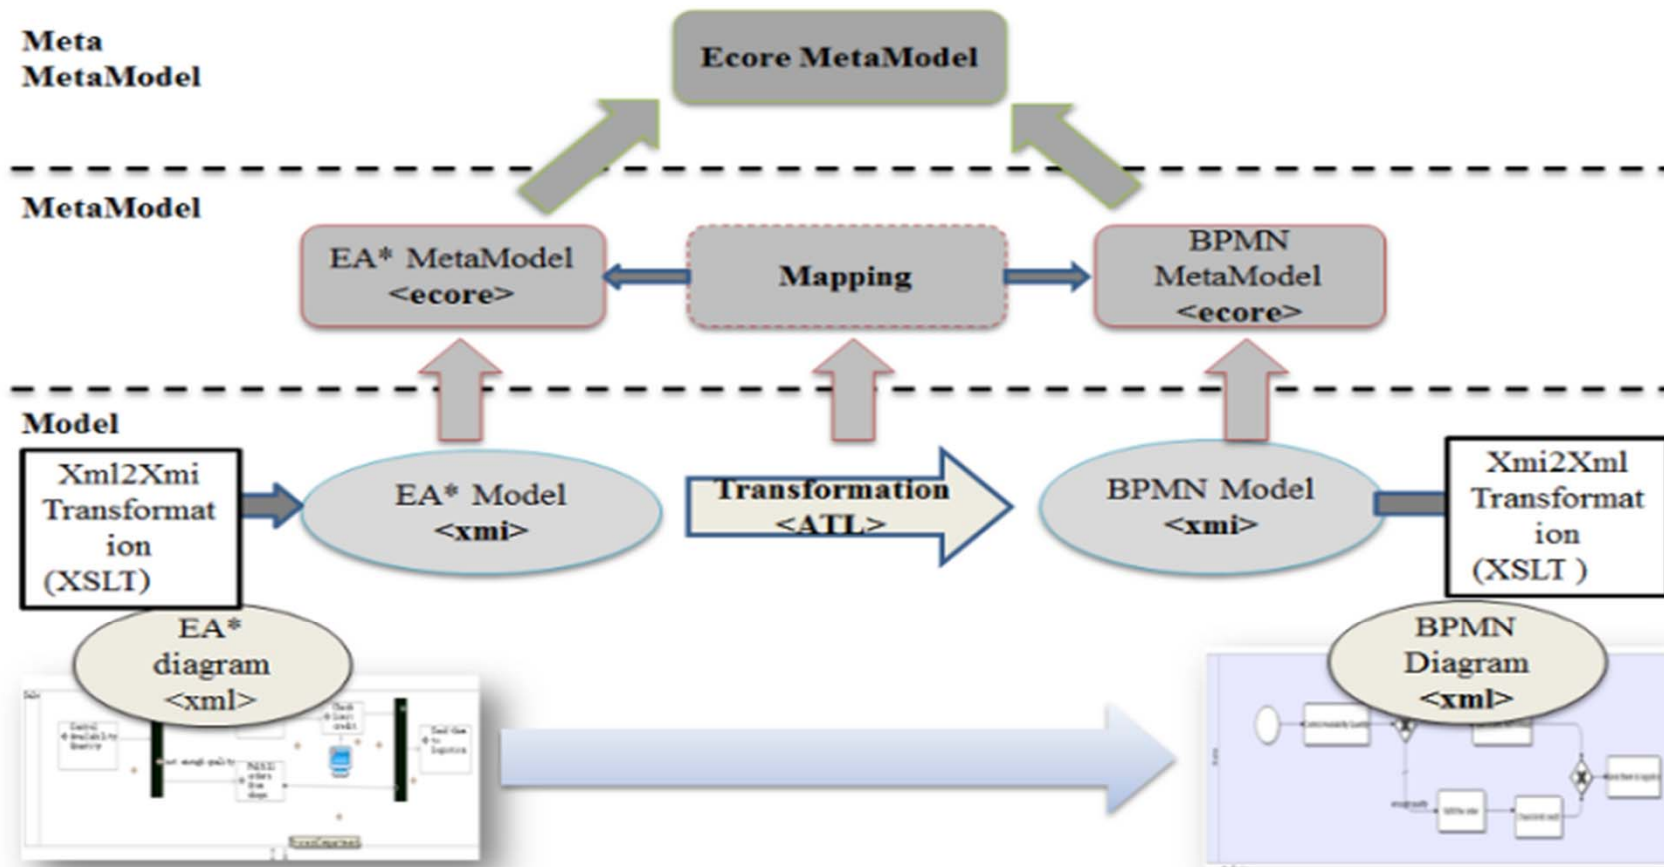 Meta
MetaModel
Ecore MetaModel
MetaModel
EA* MetaModel
<ecore>
Mapping
BPMN
MetaModel
<ecore>
Model
Xml2Xmi
Transformat
ion
(XSLT)
EA* Model
<xmi>
Transformation
<ATL>
BPMN Model
<xmi>
Xmi2Xml
Transformat
ion
(XSLT )
EA*
diagram
<xml>
BPMN
Diagram
<xml>